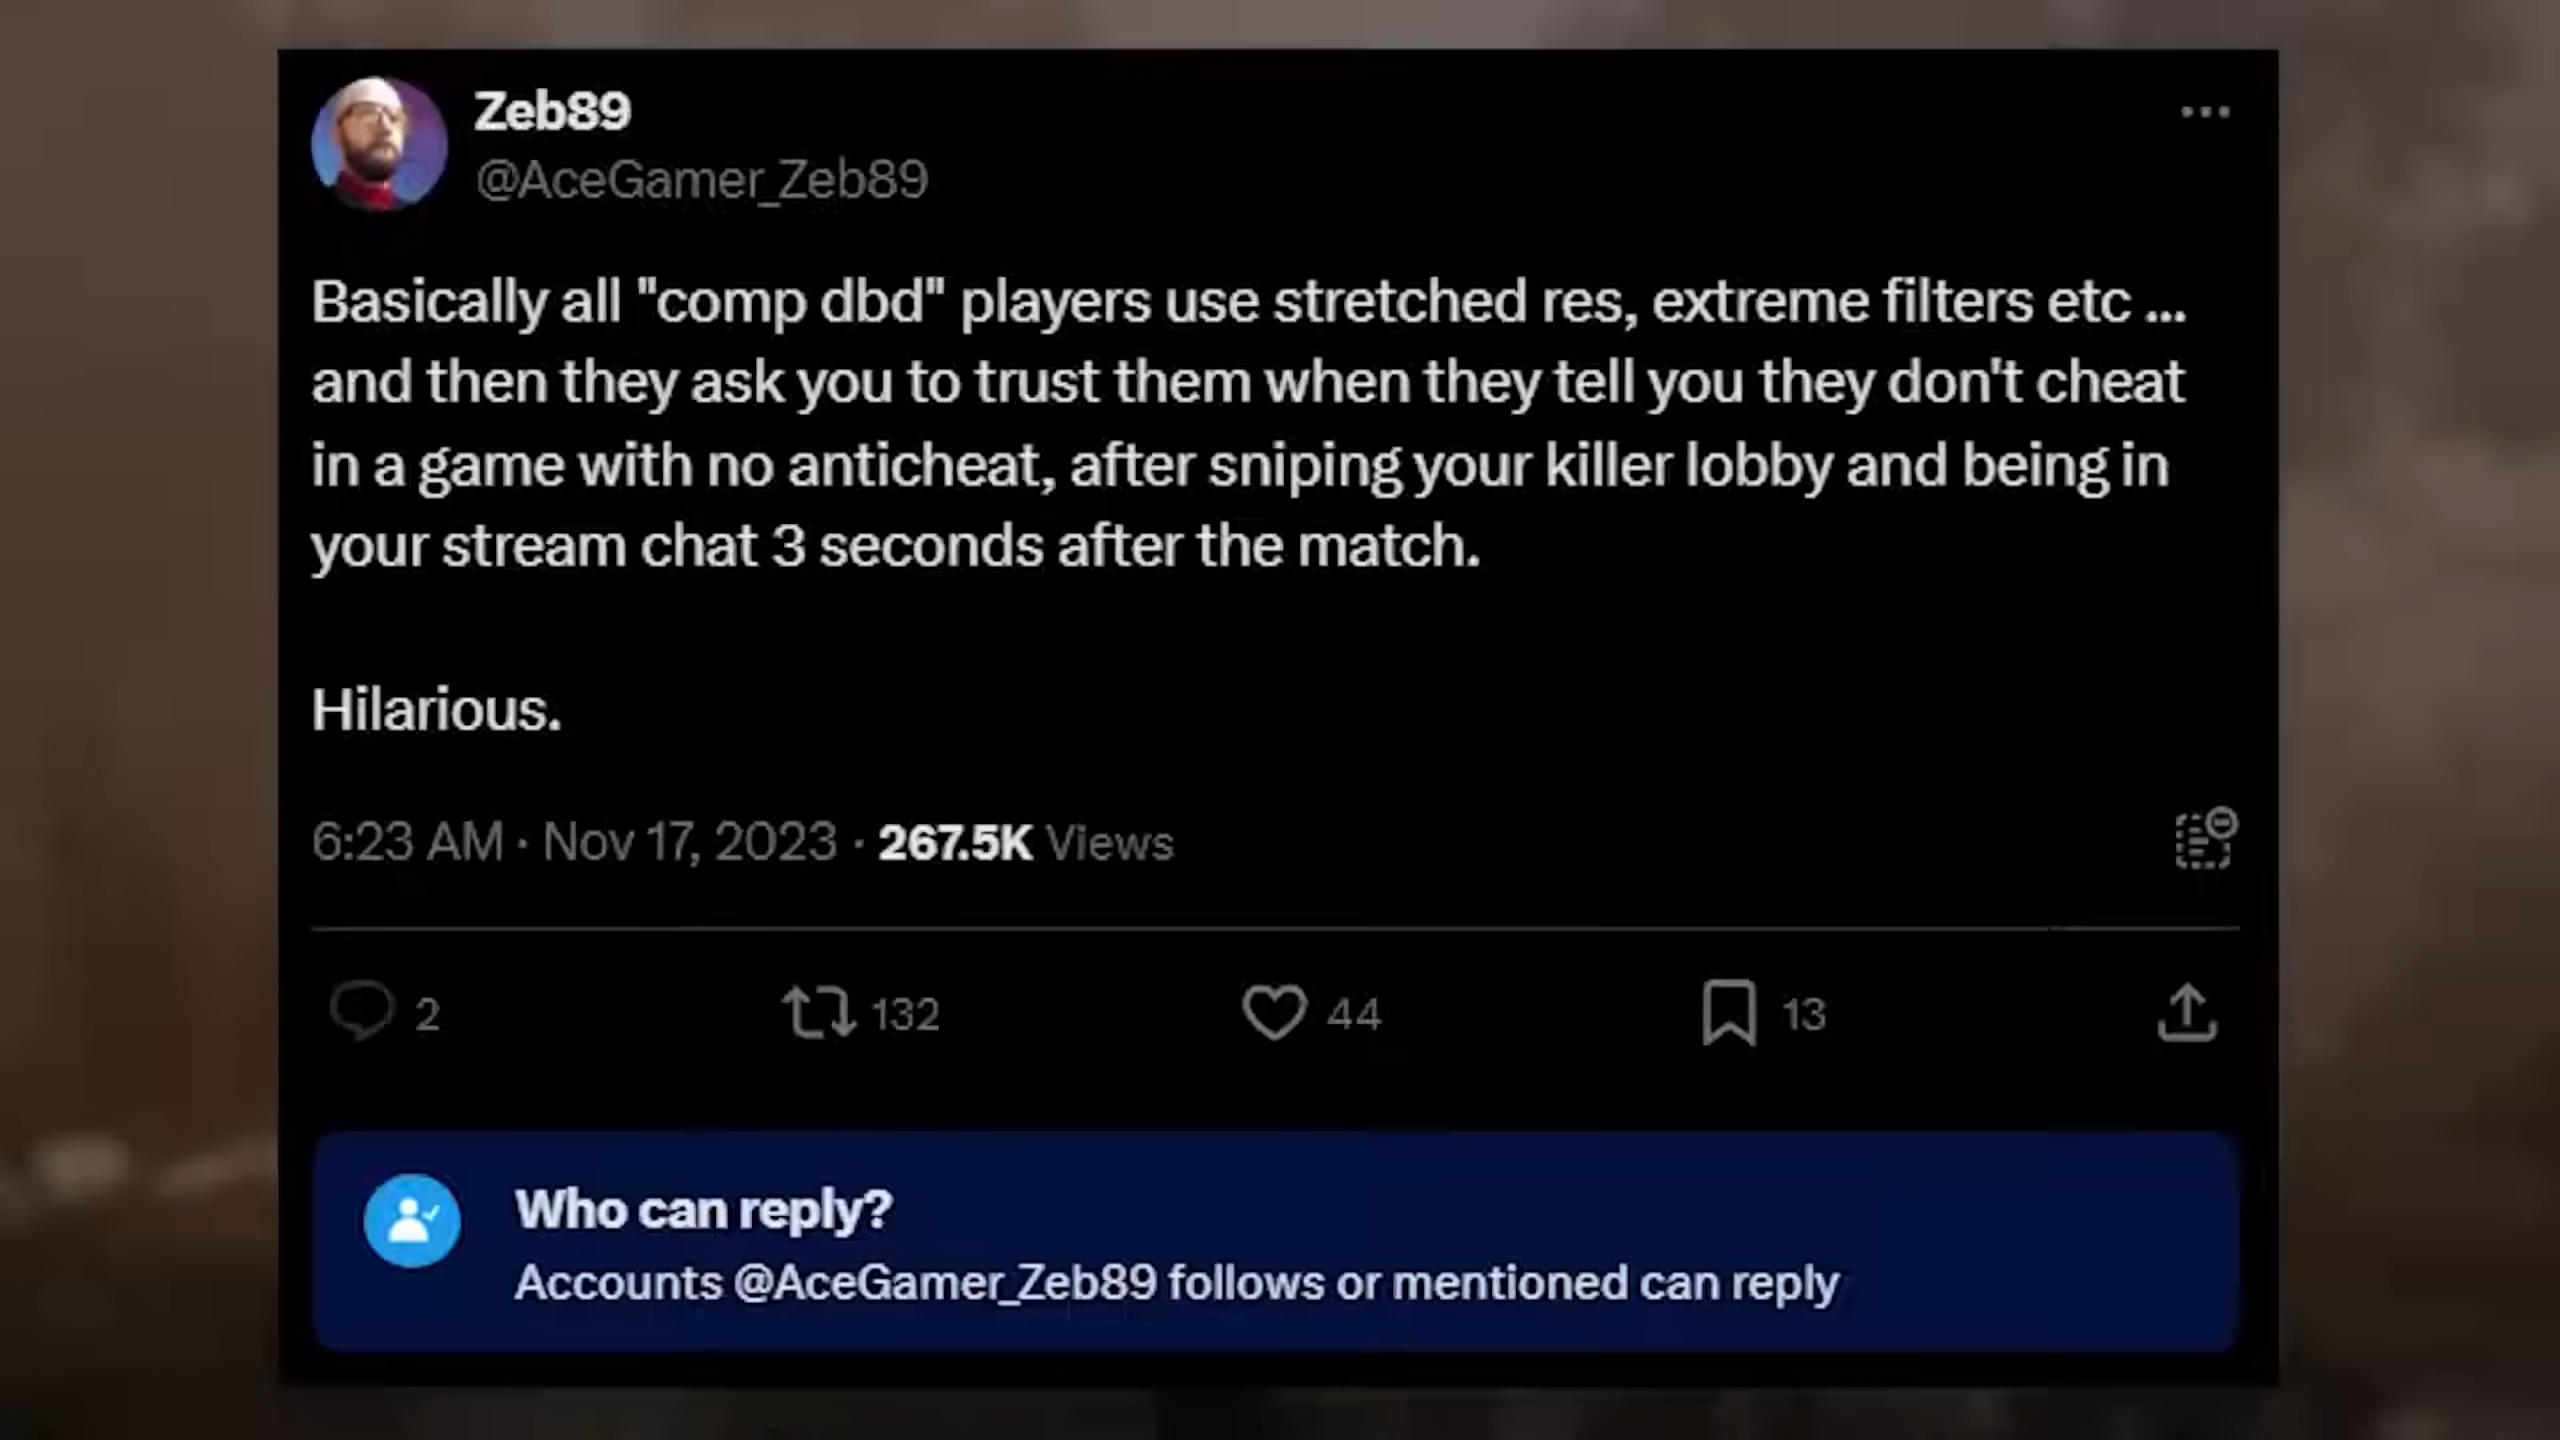 Zeb89
@AceGamer_Zeb89
Basically all "comp dbd" players use stretched res, extreme filters etc ...
and then they ask you to trust them when they tell you they don't cheat
in a game with no anticheat, after sniping your killer lobby and being in
your stream chat 3 seconds after the match.
Hilarious.
6:23 AM · Nov 17, 2023 · 267.5K Views
2 132 44 13
Who can reply?
Accounts @AceGamer_Zeb89 follows or mentioned can reply